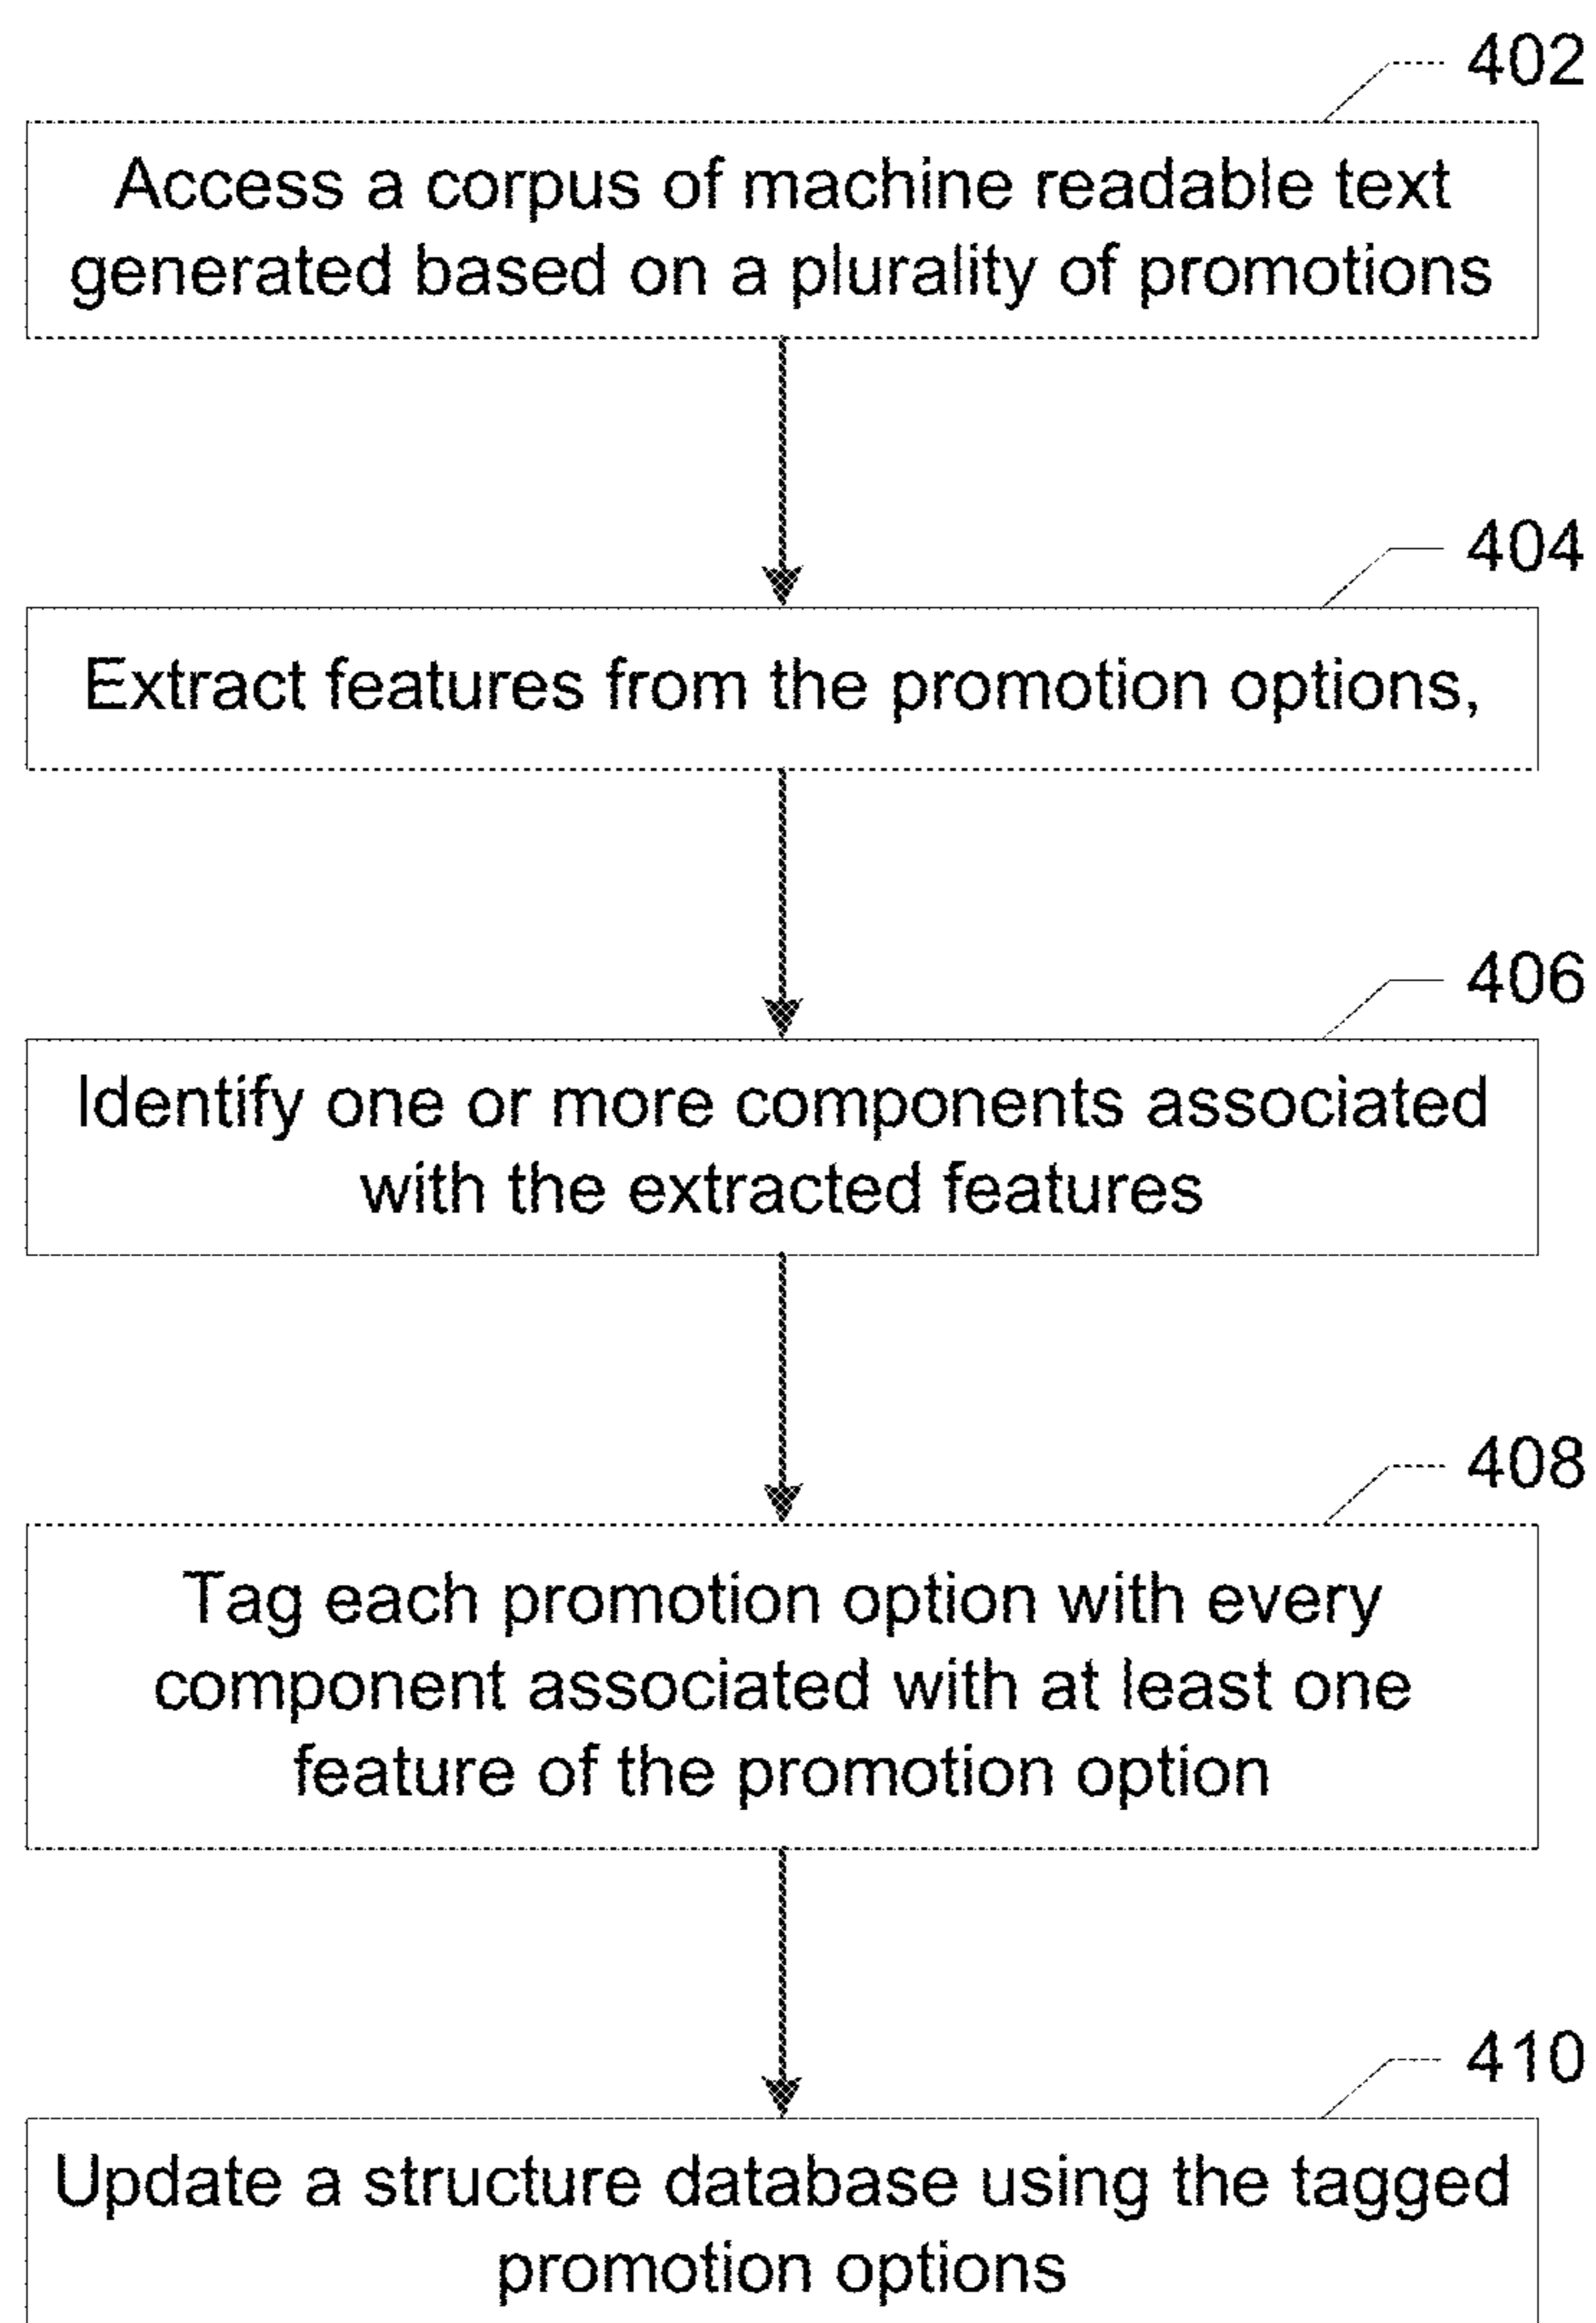 402
Access a corpus of machine readable text
generated based on a plurality of promotions
404
Extract features from the promotion options,
406
Identify one or more components associated
with the extracted features
408
Tag each promotion option with every
component associated with at least one
feature of the promotion option
410
Update a structure database using the tagged
promotion options